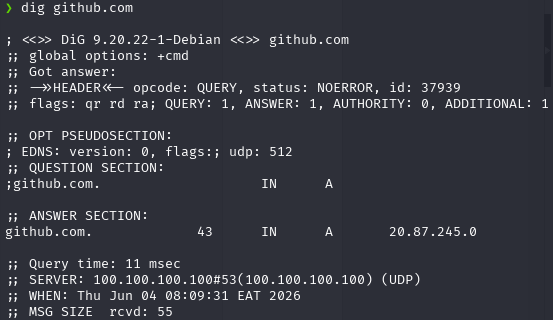 ❯ dig github.com
; <<>> DiG 9.20.22-1-Debian <<>> github.com
;; global options: +cmd
;; Got answer:
;; ->>HEADER<<- opcode: QUERY, status: NOERROR, id: 37939
;; flags: qr rd ra; QUERY: 1, ANSWER: 1, AUTHORITY: 0, ADDITIONAL: 1
;; OPT PSEUDOSECTION:
; EDNS: version: 0, flags:; udp: 512
;; QUESTION SECTION:
;github.com. IN A
;; ANSWER SECTION:
github.com. 43 IN A 20.87.245.0
;; Query time: 11 msec
;; SERVER: 100.100.100.100#53(100.100.100.100) (UDP)
;; WHEN: Thu Jun 04 08:09:31 EAT 2026
;; MSG SIZE rcvd: 55